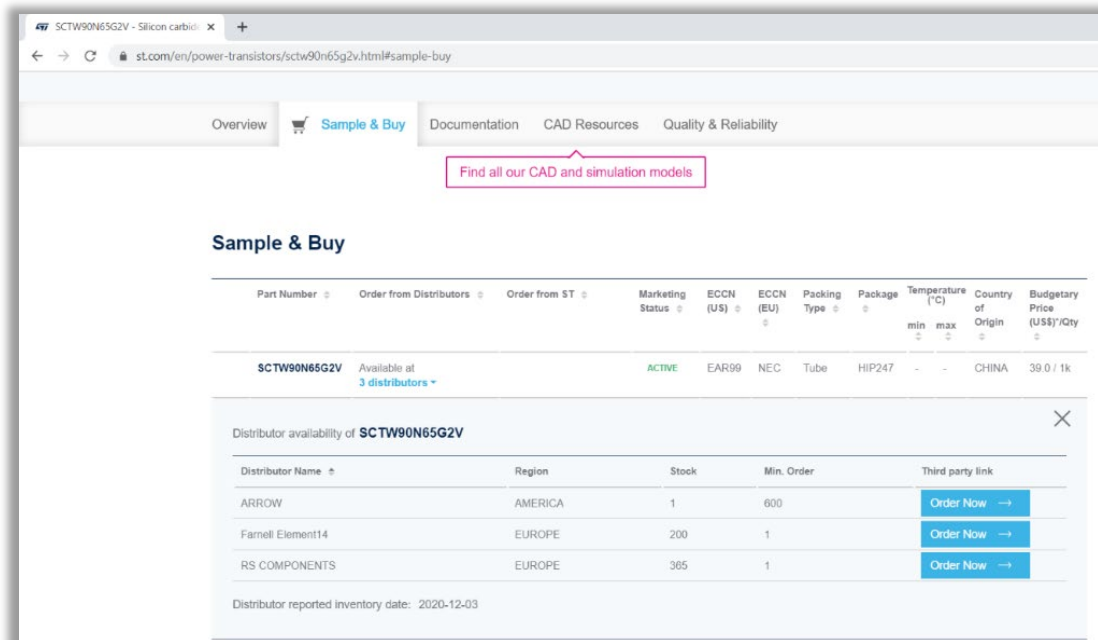 SCTW90N65G2V - Silicon carbid
st.com/en/power-transistors/sctw90n65g2v.html#sample-buy
Overview Sample & Buy Documentation CAD Resources Quality & Reliability
Find all our CAD and simulation models
Sample & Buy
Part Number Order from Distributors Order from ST Marketing Status ECCN (US) ECCN (EU) Packing Type Package Temperature (°C) min max Country of Origin Budgetary Price (US$)*/Qty
SCTW90N65G2V Available at 3 distributors ACTIVE EAR99 NEC Tube HIP247 - - CHINA 39.0 / 1k
Distributor availability of SCTW90N65G2V
Distributor Name Region Stock Min. Order Third party link
ARROW AMERICA 1 600 Order Now →
Farnell Element14 EUROPE 200 1 Order Now →
RS COMPONENTS EUROPE 365 1 Order Now →
Distributor reported inventory date: 2020-12-03